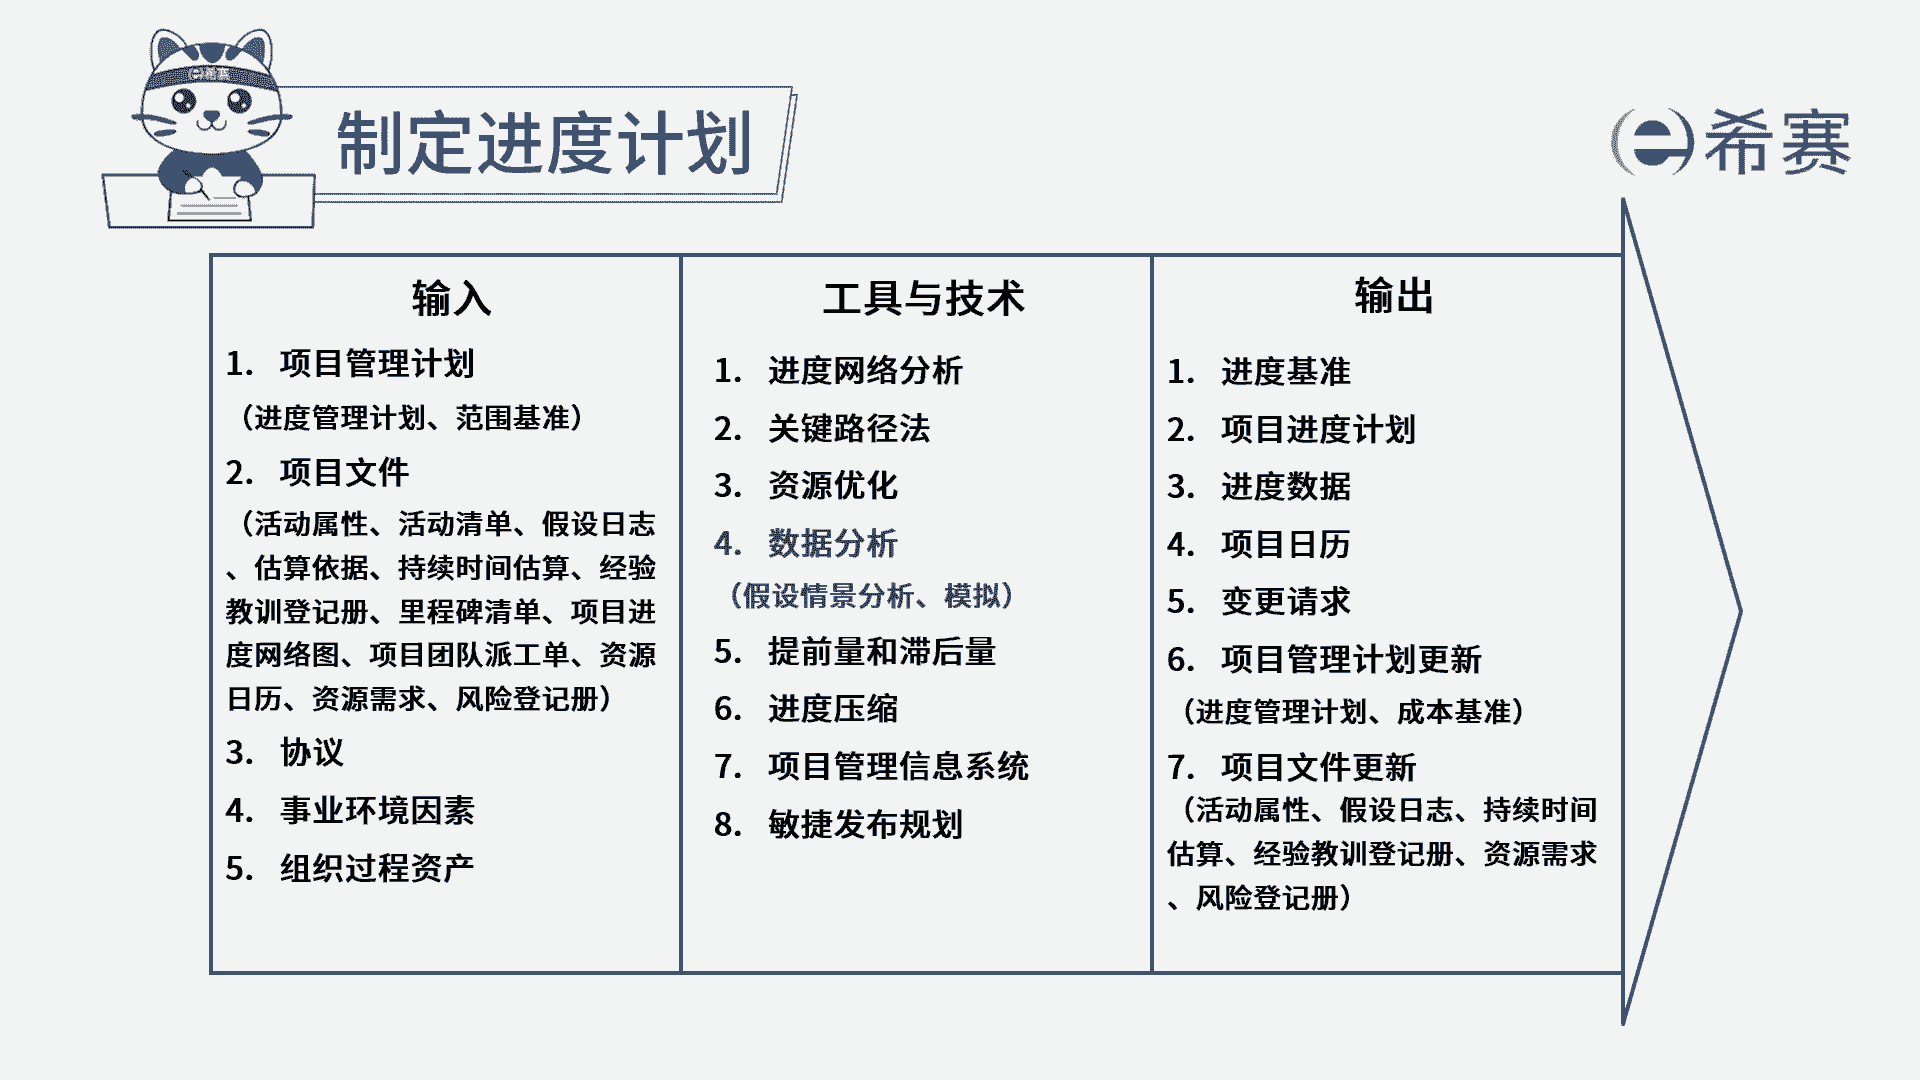 e希赛
制定进度计划
e希赛
输入
1. 项目管理计划
（进度管理计划、范围基准）
2. 项目文件
（活动属性、活动清单、假设日志
、估算依据、持续时间估算、经验
教训登记册、里程碑清单、项目进
度网络图、项目团队派工单、资源
日历、资源需求、风险登记册）
3. 协议
4. 事业环境因素
5. 组织过程资产
工具与技术
1. 进度网络分析
2. 关键路径法
3. 资源优化
4. 数据分析
（假设情景分析、模拟）
5. 提前量和滞后量
6. 进度压缩
7. 项目管理信息系统
8. 敏捷发布规划
输出
1. 进度基准
2. 项目进度计划
3. 进度数据
4. 项目日历
5. 变更请求
6. 项目管理计划更新
（进度管理计划、成本基准）
7. 项目文件更新
（活动属性、假设日志、持续时间
估算、经验教训登记册、资源需求
、风险登记册）